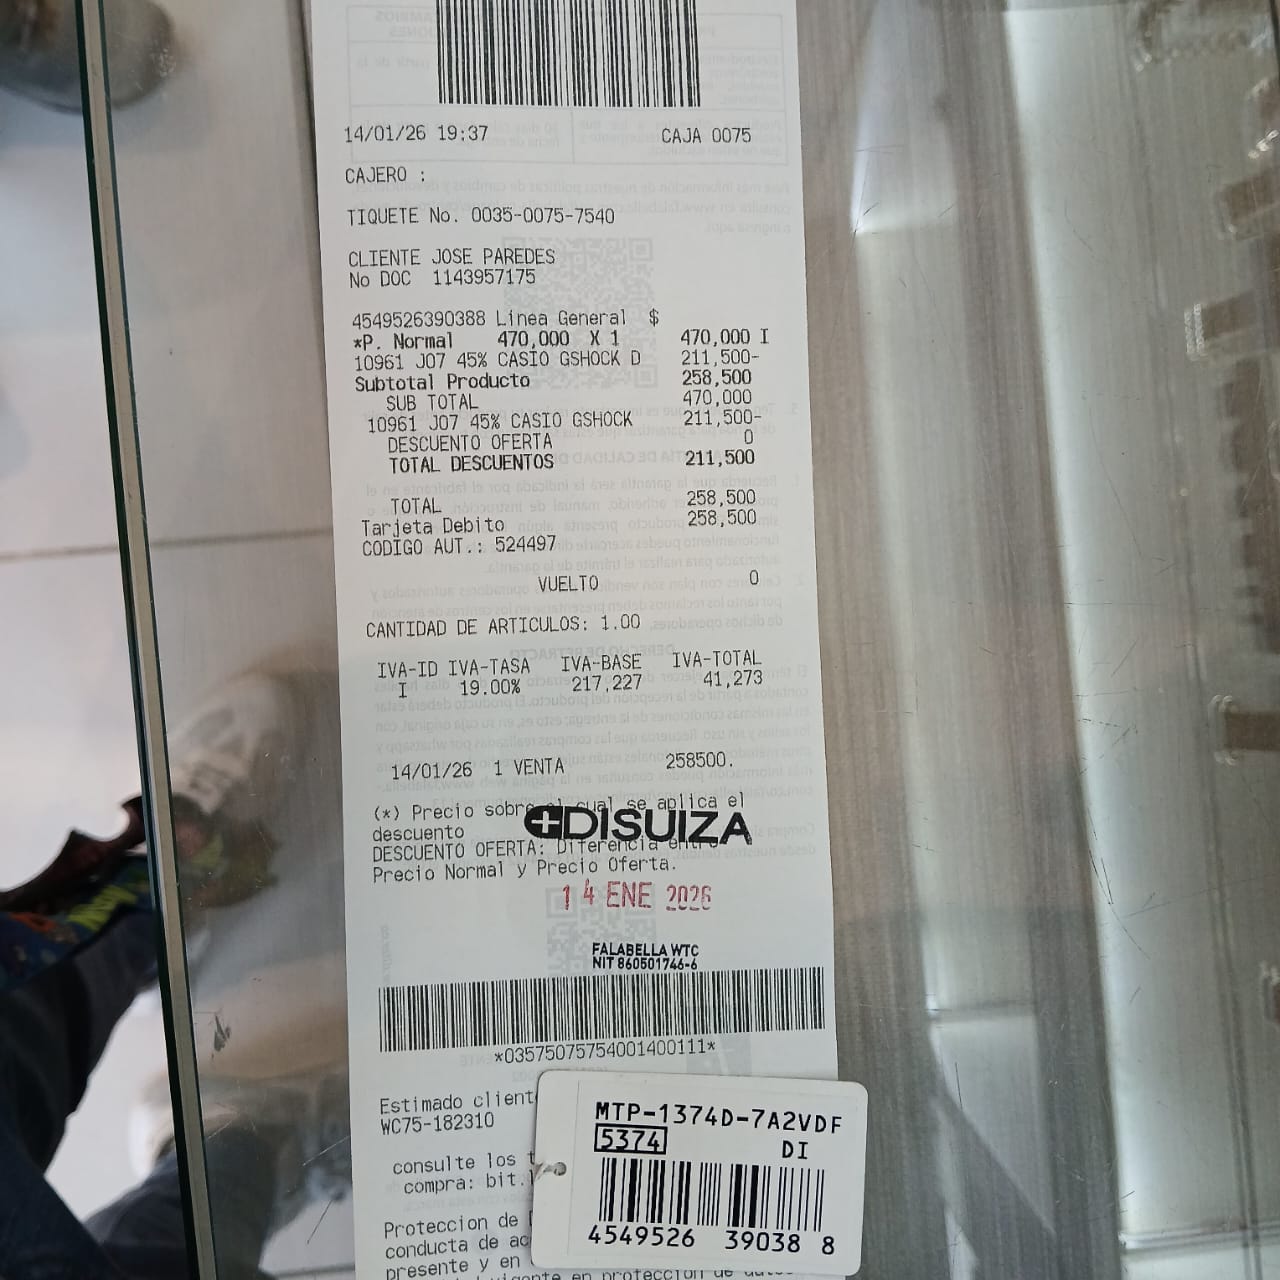 14/01/26 19:37 CAJA 0075
CAJERO :
TIQUETE No. 0035-0075-7540
CLIENTE JOSE PAREDES
No DOC 1143957175
4549526390388 Linea General $
*P. Normal 470,000 X 1 470,000 I
10961 J07 45% CASIO GSHOCK D 211,500-
Subtotal Producto 258,500
SUB TOTAL 470,000
10961 J07 45% CASIO GSHOCK 211,500-
DESCUENTO OFERTA 0
TOTAL DESCUENTOS 211,500
TOTAL 258,500
Tarjeta Debito 258,500
CODIGO AUT.: 524497
VUELTO 0
CANTIDAD DE ARTICULOS: 1.00
IVA-ID IVA-TASA IVA-BASE IVA-TOTAL
I 19.00% 217,227 41,273
14/01/26 1 VENTA 258500.
(*) Precio sobre el cual se aplica el
descuento
DISUIZA
DESCUENTO OFERTA: Diferencia entre
Precio Normal y Precio Oferta.
14 ENE 2026
FALABELLA WTC
NIT 860501746-6
*03575075754001400111*
Estimado client
WC75-182310
consulte los t
compra: bit.
Proteccion de
conducta de ac
presente y en
en proteccion de
MTP-1374D-7A2VDF
5374 DI
4549526 39038 8